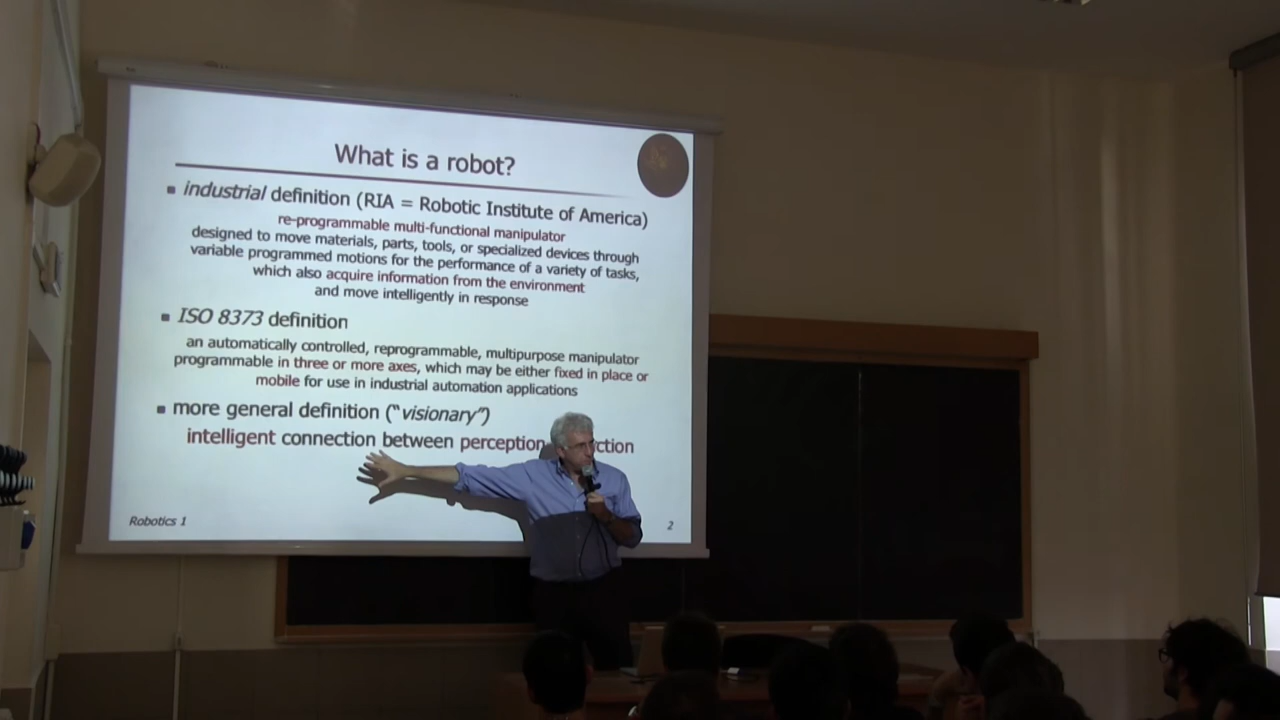 What is a robot?
industrial definition (RIA = Robotic Institute of America)
re-programmable multi-functional manipulator
designed to move materials, parts, tools, or specialized devices through
variable programmed motions for the performance of a variety of tasks,
which also acquire information from the environment
and move intelligently in response
ISO 8373 definition
an automatically controlled, reprogrammable, multipurpose manipulator
programmable in three or more axes, which may be either fixed in place or
mobile for use in industrial automation applications
more general definition ("visionary")
intelligent connection between perception
Robotics 1
2